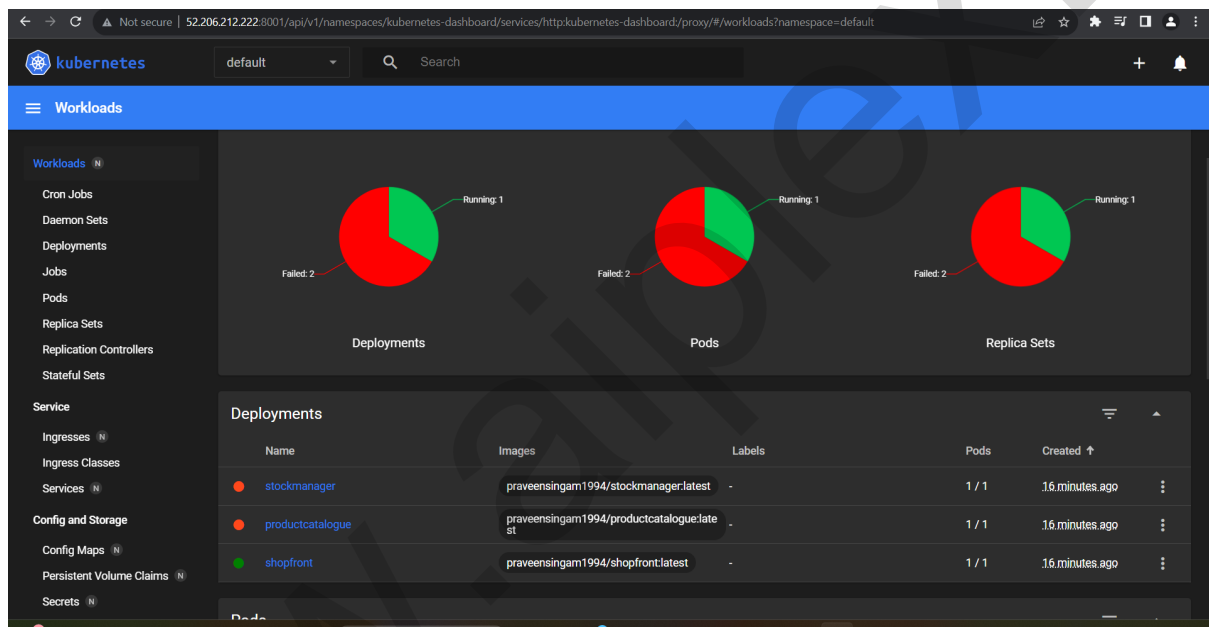 Not secure | 52.206.212.222:8001/api/v1/namespaces/kubernetes-dashboard/services/http:kubernetes-dashboard:/proxy/#/workloads?namespace=default
kubernetes default Search
Workloads
Workloads N
Cron Jobs
Daemon Sets
Deployments
Jobs
Pods
Replica Sets
Replication Controllers
Stateful Sets
Service
Ingresses N
Ingress Classes
Services N
Config and Storage
Config Maps N
Persistent Volume Claims N
Secrets N
Running: 1
Failed: 2
Deployments
Running: 1
Failed: 2
Pods
Running: 1
Failed: 2
Replica Sets
Deployments
Name Images Labels Pods Created
stockmanager praveensingam1994/stockmanager:latest - 1 / 1 16 minutes ago
productcatalogue praveensingam1994/productcatalogue:late
st - 1 / 1 16 minutes ago
shopfront praveensingam1994/shopfront:latest - 1 / 1 16 minutes ago